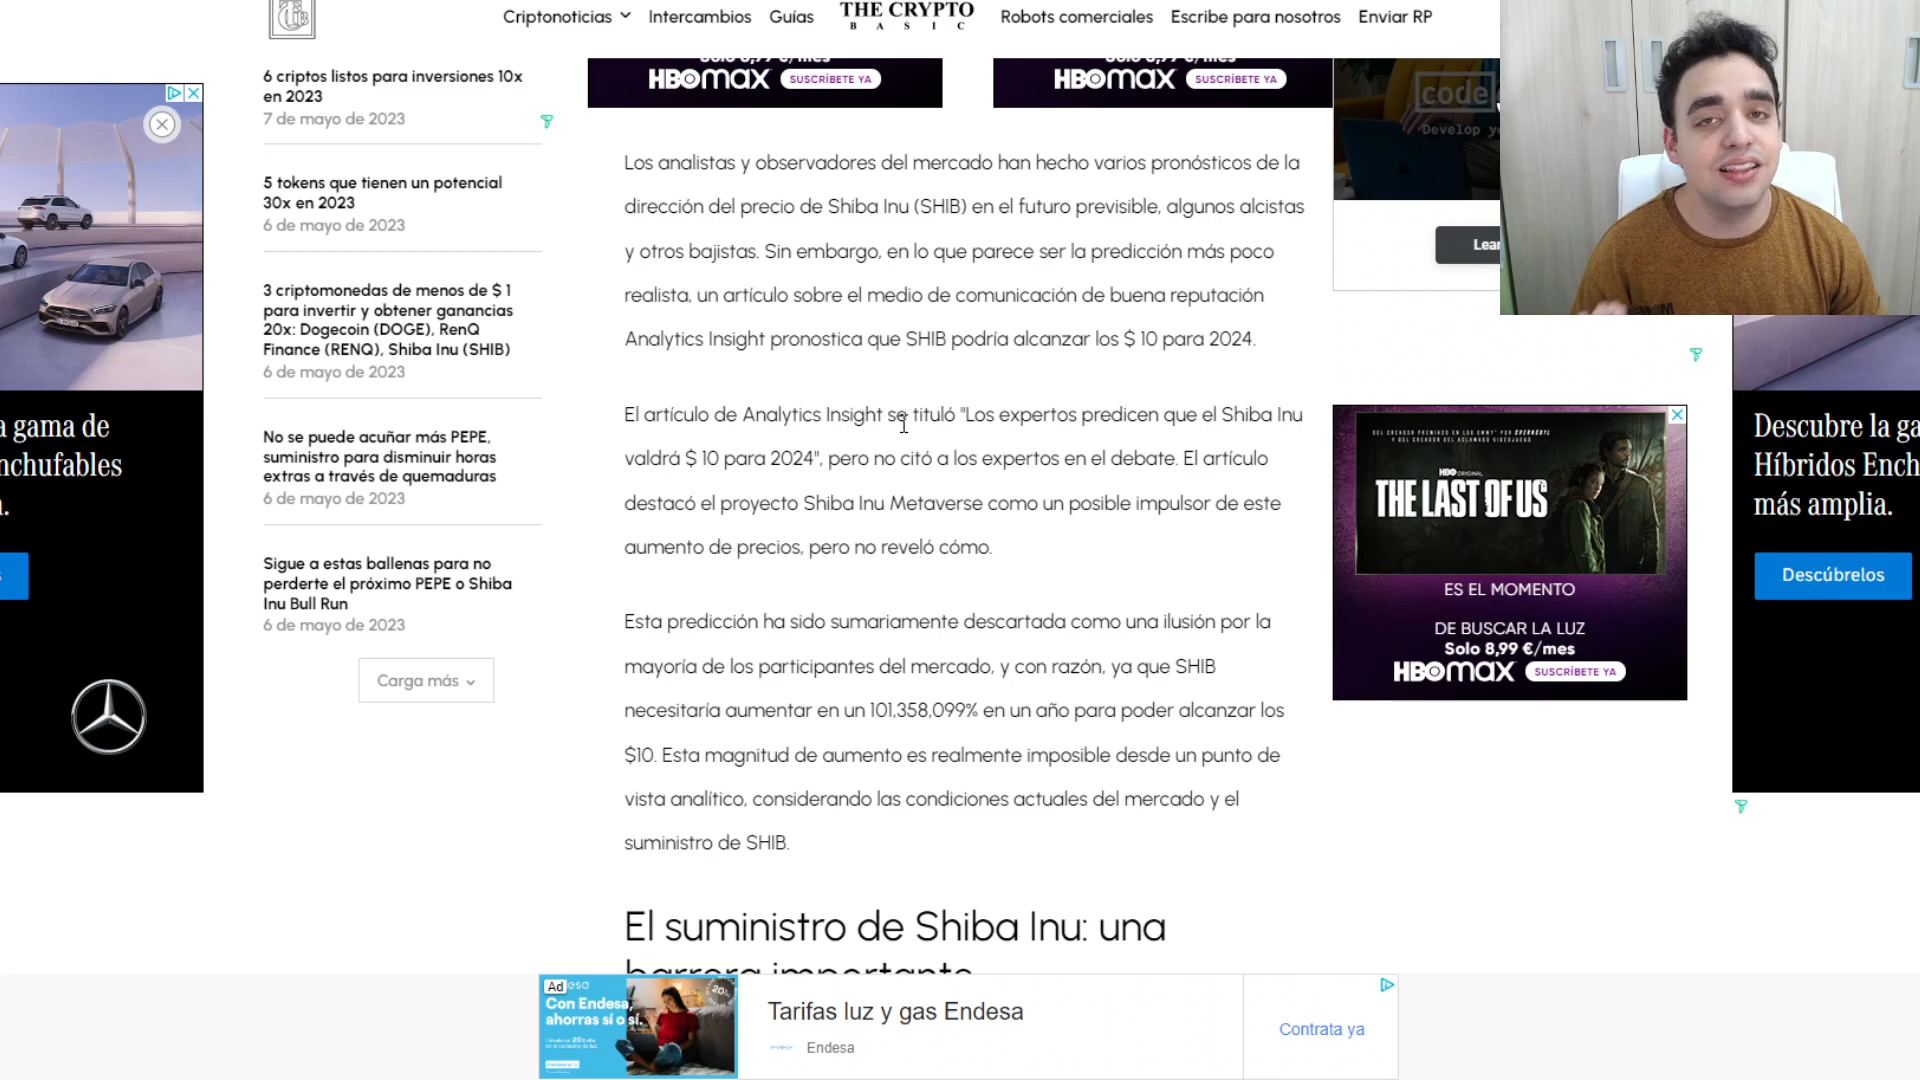 Criptonoticias
Intercambios
Guías
THE CRYPTO
BASIC
Robots comerciales
Escribe para nosotros
Enviar RP
6 criptos listos para inversiones 10x
en 2023
7 de mayo de 2023
5 tokens que tienen un potencial
30x en 2023
6 de mayo de 2023
3 criptomonedas de menos de $ 1
para invertir y obtener ganancias
20x: Dogecoin (DOGE), RenQ
Finance (RENQ), Shiba Inu (SHIB)
6 de mayo de 2023
No se puede acuñar más PEPE,
suministro para disminuir horas
extras a través de quemaduras
6 de mayo de 2023
Sigue a estas ballenas para no
perderte el próximo PEPE o Shiba
Inu Bull Run
6 de mayo de 2023
Carga más
a gama de
nchufables
a.
HBOMAX
SUSCRÍBETE YA
HBOMAX
SUSCRÍBETE YA
code
Develop
Lear
Los analistas y observadores del mercado han hecho varios pronósticos de la
dirección del precio de Shiba Inu (SHIB) en el futuro previsible, algunos alcistas
y otros bajistas. Sin embargo, en lo que parece ser la predicción más poco
realista, un artículo sobre el medio de comunicación de buena reputación
Analytics Insight pronostica que SHIB podría alcanzar los $ 10 para 2024.
El artículo de Analytics Insight se tituló "Los expertos predicen que el Shiba Inu
valdrá $ 10 para 2024", pero no citó a los expertos en el debate. El artículo
destacó el proyecto Shiba Inu Metaverse como un posible impulsor de este
aumento de precios, pero no reveló cómo.
Esta predicción ha sido sumariamente descartada como una ilusión por la
mayoría de los participantes del mercado, y con razón, ya que SHIB
necesitaría aumentar en un 101,358,099% en un año para poder alcanzar los
$10. Esta magnitud de aumento es realmente imposible desde un punto de
vista analítico, considerando las condiciones actuales del mercado y el
suministro de SHIB.
El suministro de Shiba Inu: una
barrera importante
HBO ORIGINAL
THE LAST OF US
ES EL MOMENTO
DE BUSCAR LA LUZ
Solo 8,99 €/mes
HBOMAX
SUSCRÍBETE YA
Descubre la ga
Híbridos Ench
más amplia.
Descúbrelos
Ad
Con Endesa,
ahorras sí o sí.
Tarifas luz y gas Endesa
Endesa
Contrata ya